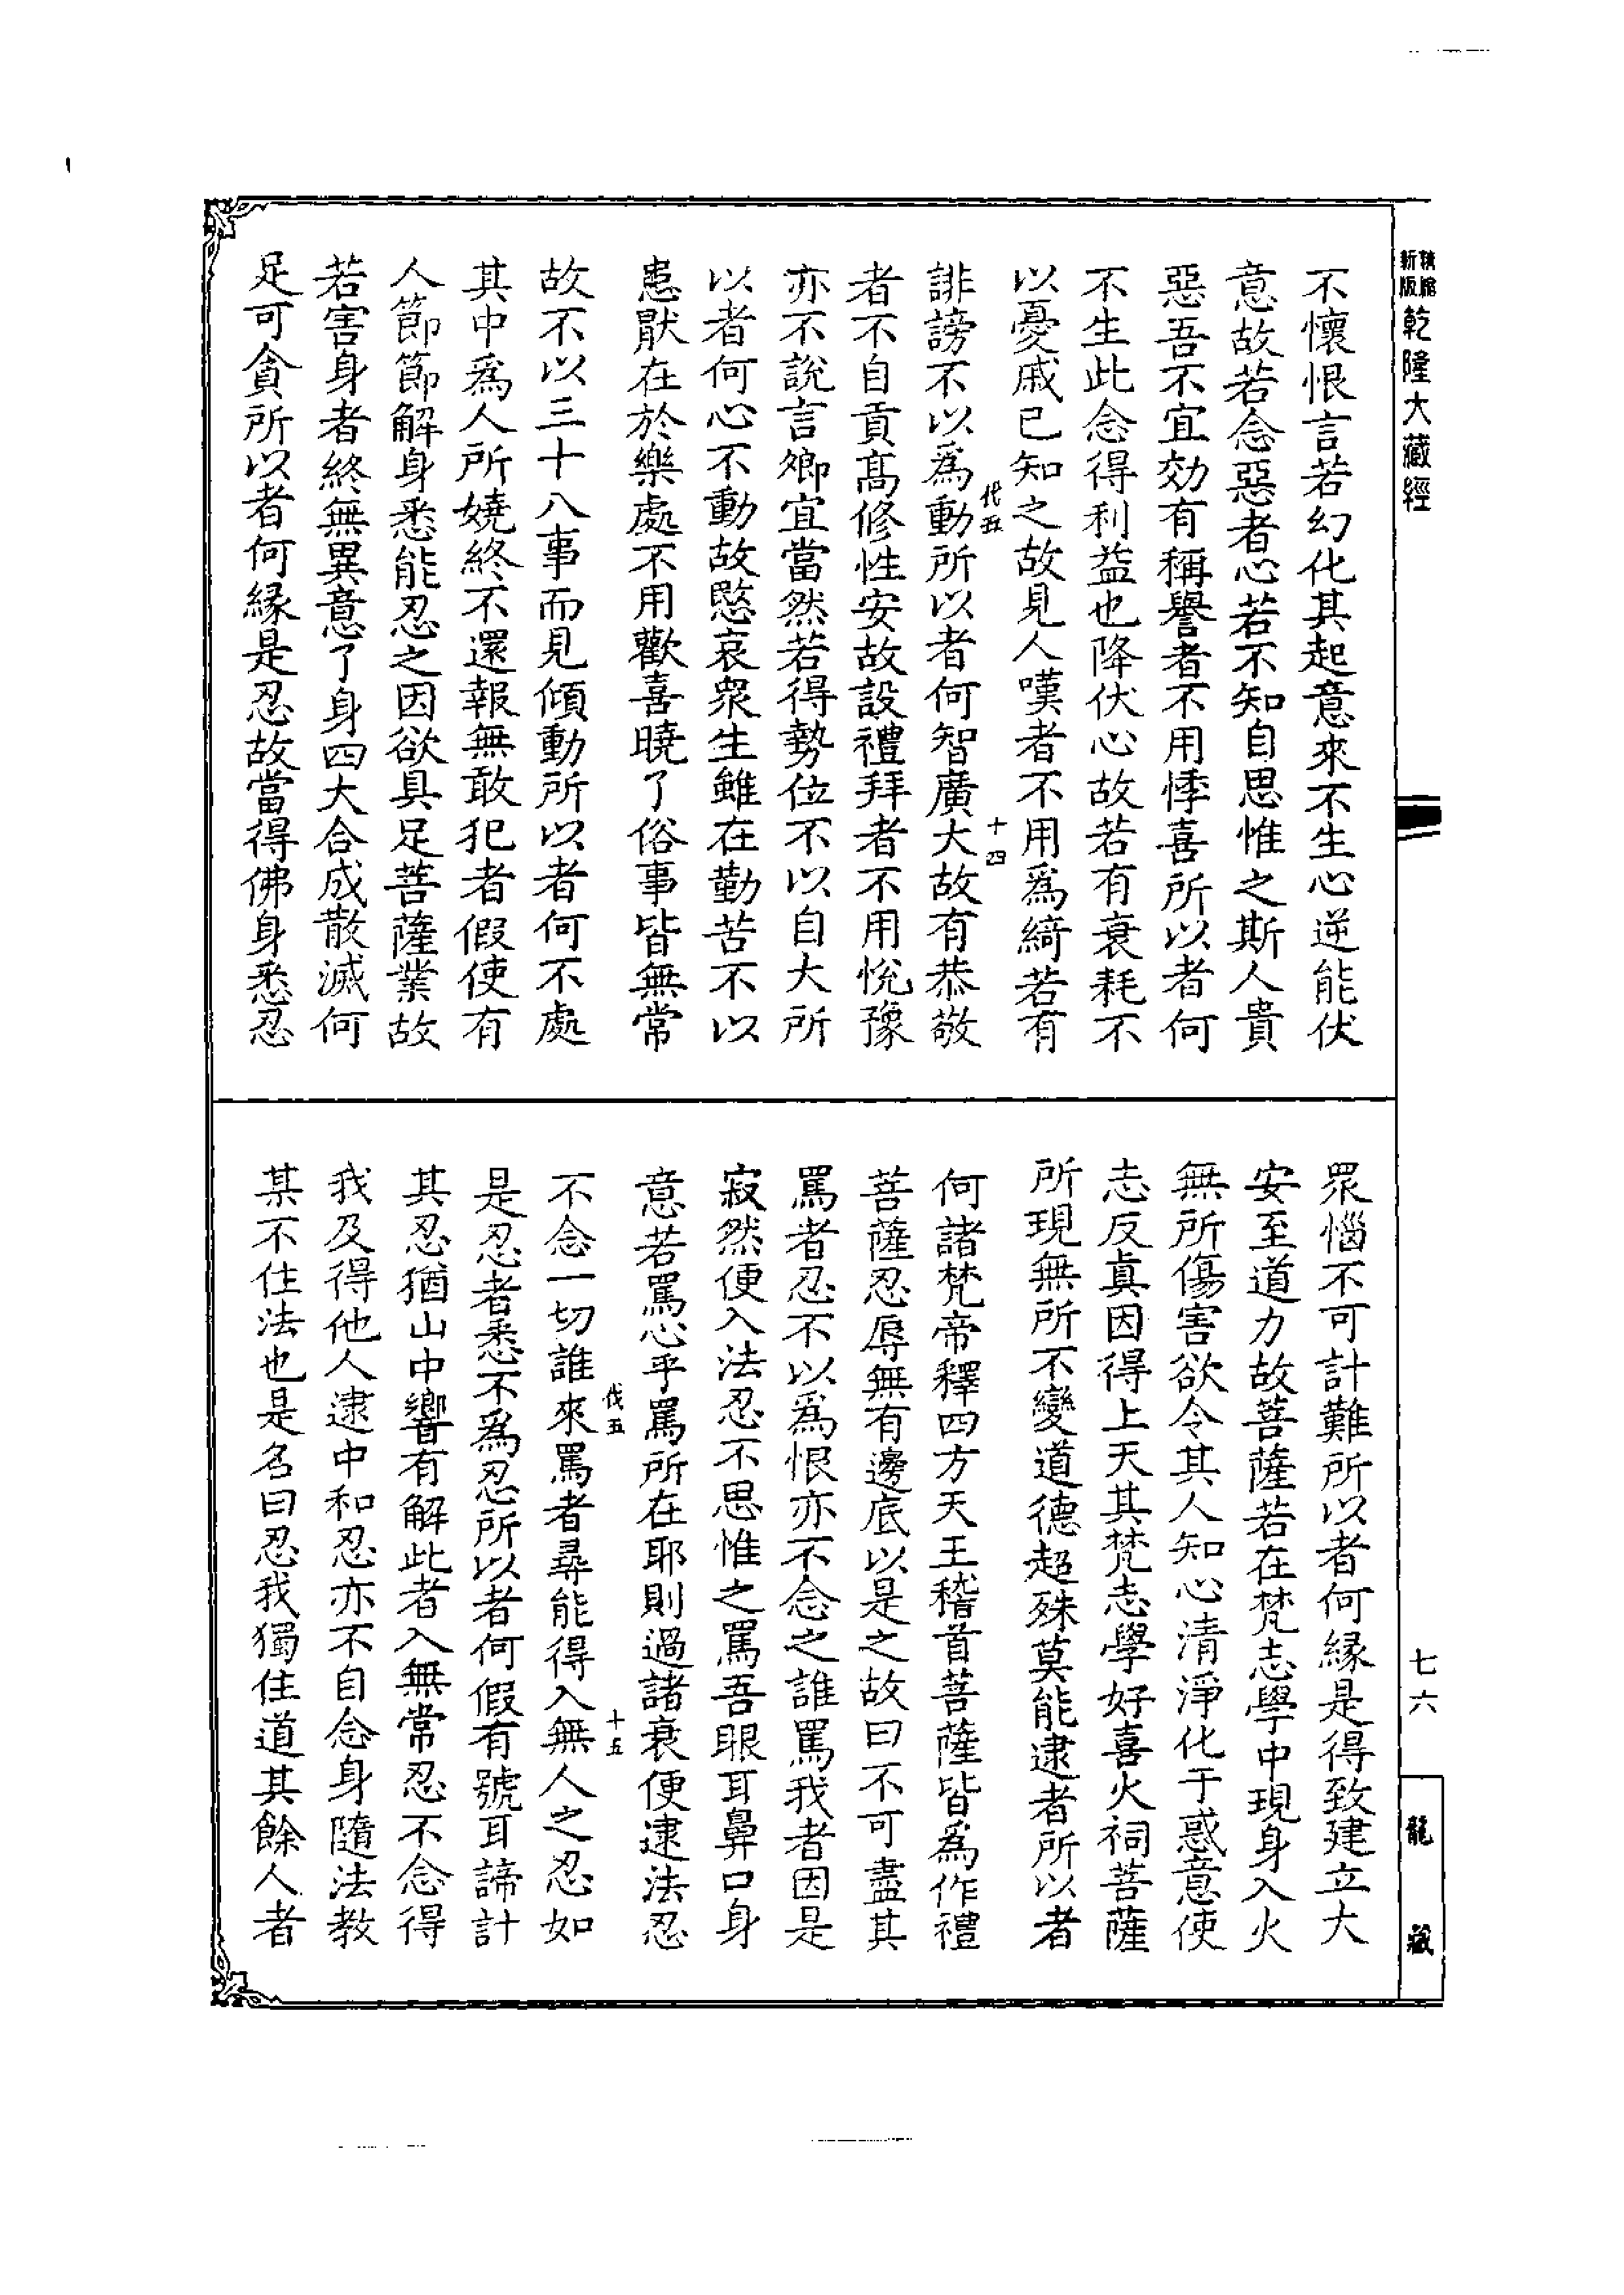 精縮
新版
乾隆大藏經
不懷恨言若幻化其起意來不生心逆能伏
意故若念惡者心若不知自思惟之斯人貴
惡吾不宜効有稱譽者不用悸喜所以者何
不生此念得利益也降伏心故若有衰耗不
以憂戚已知之故見人嘆者不用爲綺若有
誹謗不以爲動所以者何智廣大故有恭敬
伐五
十四
者不自貢高修性安故設禮拜者不用悅豫
亦不說言鄉宜當然若得勢位不以自大所
以者何心不動故愍哀衆生雖在勤苦不以
恚猒在於樂處不用歡喜曉了俗事皆無常
故不以三十八事而見傾動所以者何不處
其中爲人所嬈終不還報無敢犯者假使有
人節節解身悉能忍之因欲具足菩薩業故
若害身者終無異意了身四大合成散滅何
足可貪所以者何緣是忍故當得佛身悉忍
眾惱不可計難所以者何緣是得致建立大
安至道力故菩薩若在梵志學中現身入火
無所傷害欲令其人知心清淨化于惑意使
志反真因得上天其梵志學好喜火祠菩薩
所現無所不變道德超殊莫能逮者所以者
何諸梵帝釋四方天王稽首菩薩皆爲作禮
菩薩忍辱無有邊底以是之故曰不可盡其
罵者忍不以爲恨亦不念之誰罵我者因是
寂然便入法忍不思惟之罵吾眼耳鼻口身
意若罵心乎罵所在耶則過諸衰便逮法忍
伐五
十五
不念一切誰來罵者尋能得入無人之忍如
是忍者悉不爲忍所以者何假有號耳諦計
其忍猶山中響有解此者入無常忍不念得
我及得他人逮中和忍亦不自念身隨法教
某不住法也是名曰忍我獨住道其餘人者
七六
龍
藏